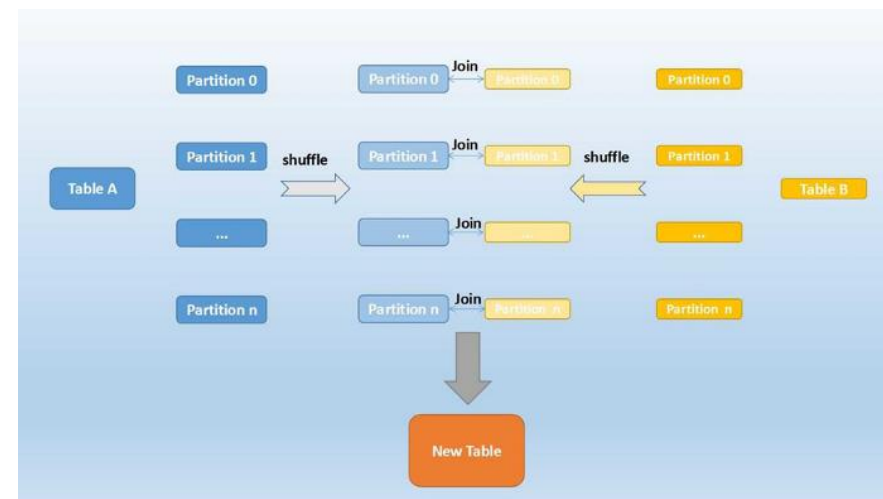 Join
Partition 0 Partition 0 Partition 0 Partition 0
Join
Partition 1 shuffle Partition 1 Partition 1 shuffle Partition 1
Table A Table B
Join
... ... ... ...
Join
Partition n Partition n Partition n Partition n
New Table